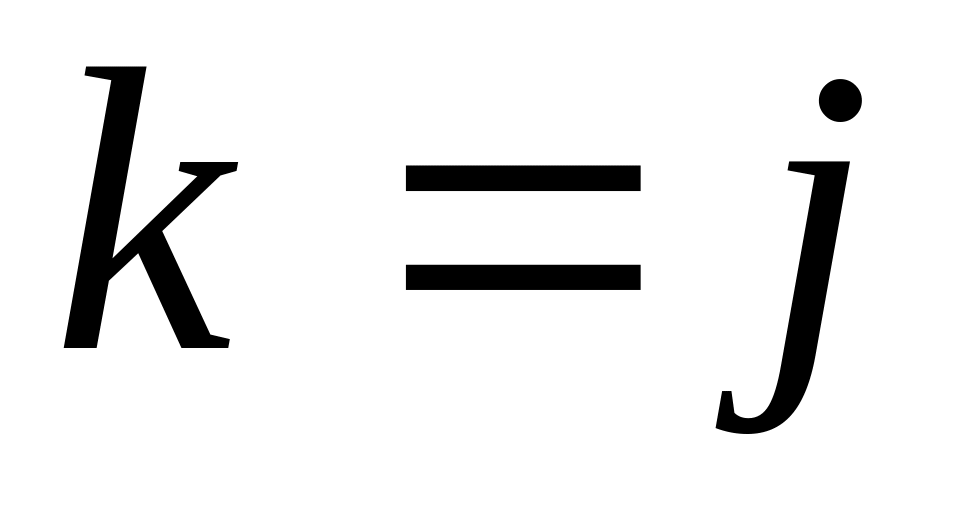 k = j